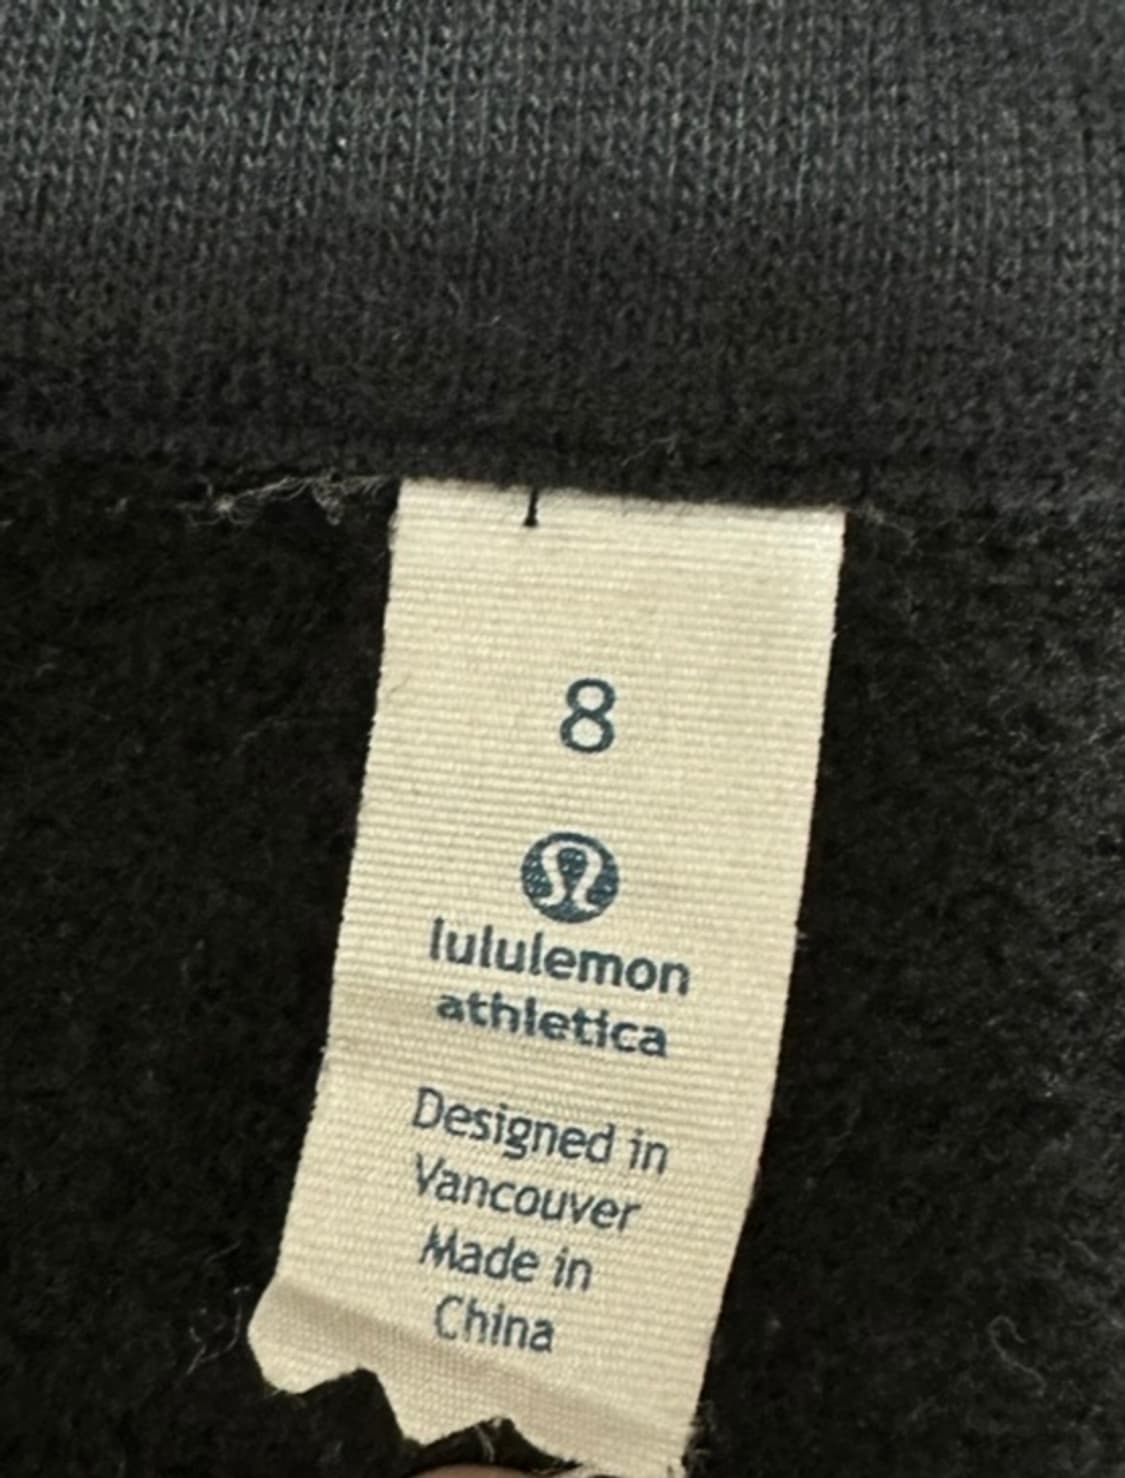 8
lululemon
athletica
Designed in
Vancouver
Made in
China